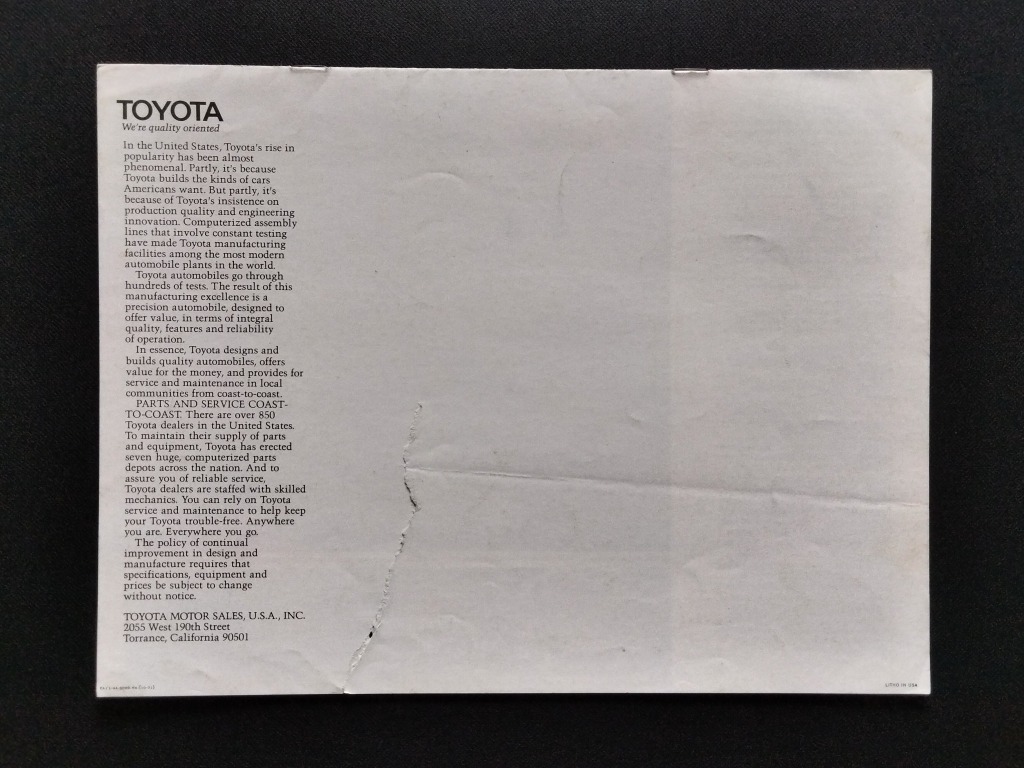 TOYOTA
We're quality oriented
In the United States, Toyota's rise in
popularity has been almost
phenomenal. Partly, it's because
Toyota builds the kinds of cars
Americans want. But partly, it's
because of Toyota's insistence on
production quality and engineering
innovation. Computerized assembly
lines that involve constant testing
have made Toyota manufacturing
facilities among the most modern
automobile plants in the world.
Toyota automobiles go through
hundreds of tests. The result of this
manufacturing excellence is a
precision automobile, designed to
offer value, in terms of integral
quality, features and reliability
of operation.
In essence, Toyota designs and
builds quality automobiles, offers
value for the money, and provides for
service and maintenance in local
communities from coast-to-coast.
PARTS AND SERVICE COAST-
TO-COAST. There are over 850
Toyota dealers in the United States.
To maintain their supply of parts
and equipment, Toyota has erected
seven huge, computerized parts
depots across the nation. And to
assure you of reliable service,
Toyota dealers are staffed with skilled
mechanics. You can rely on Toyota
service and maintenance to help keep
your Toyota trouble-free. Anywhere
you are. Everywhere you go.
The policy of continual
improvement in design and
manufacture requires that
specifications, equipment and
prices be subject to change
without notice.
TOYOTA MOTOR SALES, U.S.A., INC.
2055 West 190th Street
Torrance, California 90501
LITHO IN USA